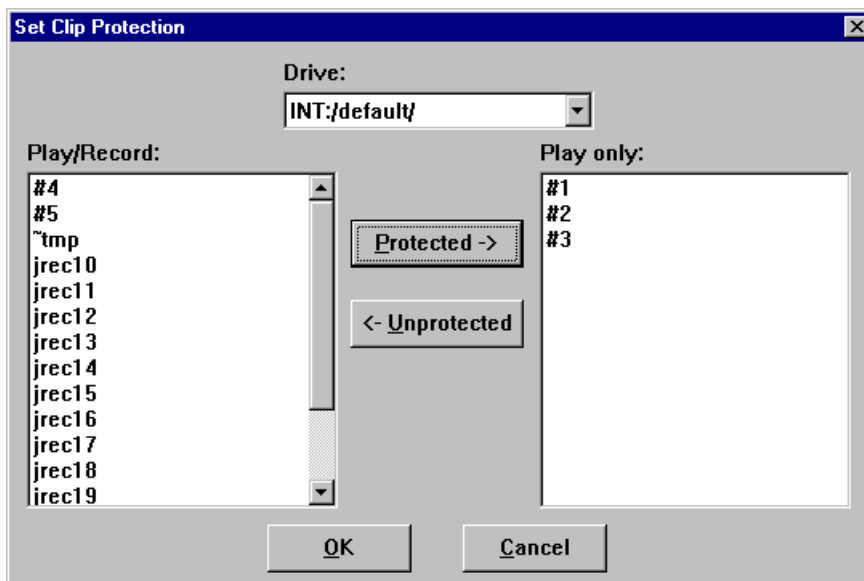 Set Clip Protection
Drive:
INT:/default/
Play/Record:
#4
#5
~tmp
jrec10
jrec11
jrec12
jrec13
jrec14
jrec15
jrec16
jrec17
jrec18
jrec19
Protected ->
<- Unprotected
Play only:
#1
#2
#3
OK
Cancel